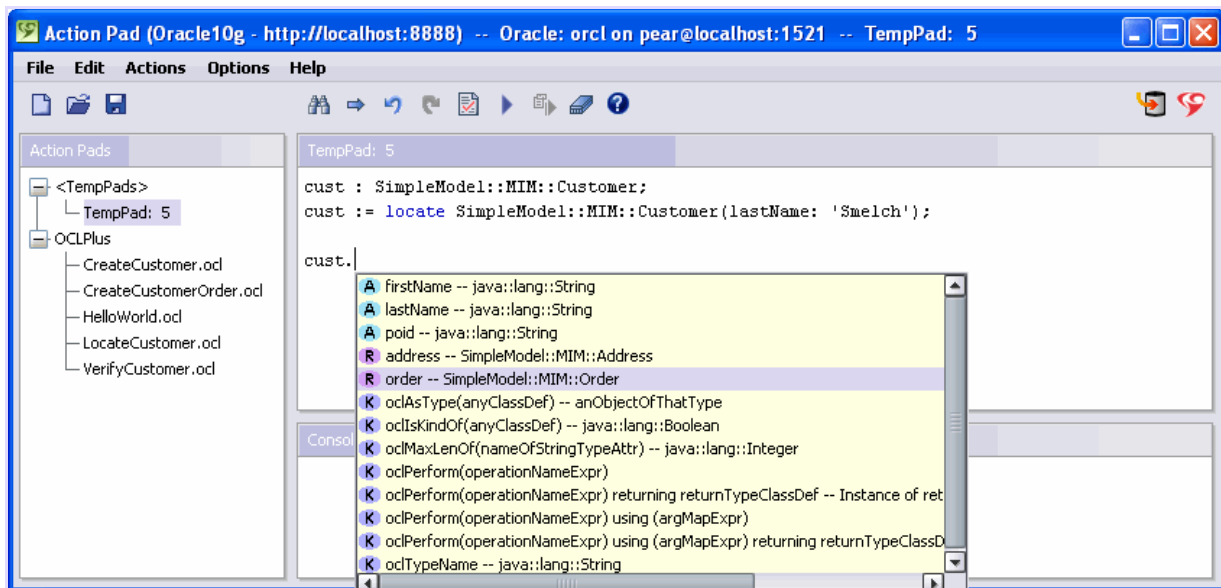 Action Pad (Oracle10g - http://localhost:8888) -- Oracle: orcl on pear@localhost:1521 -- TempPad: 5
File Edit Actions Options Help
Action Pads
<TempPads>
TempPad: 5
OCLPlus
CreateCustomer.ocl
CreateCustomerOrder.ocl
HelloWorld.ocl
LocateCustomer.ocl
VerifyCustomer.ocl
TempPad: 5
cust : SimpleModel::MIM::Customer;
cust := locate SimpleModel::MIM::Customer(lastName: 'Smelch');
cust.
A firstName -- java::lang::String
A lastName -- java::lang::String
A poid -- java::lang::String
R address -- SimpleModel::MIM::Address
R order -- SimpleModel::MIM::Order
K oclAsType(anyClassDef) -- anObjectOfThatType
K oclIsKindOf(anyClassDef) -- java::lang::Boolean
K oclMaxLenOf(nameOfStringTypeAttr) -- java::lang::Integer
K oclPerform(operationNameExpr)
K oclPerform(operationNameExpr) returning returnTypeClassDef -- Instance of ret
K oclPerform(operationNameExpr) using (argMapExpr)
K oclPerform(operationNameExpr) using (argMapExpr) returning returnTypeClassD
K oclTypeName -- java::lang::String
Consol